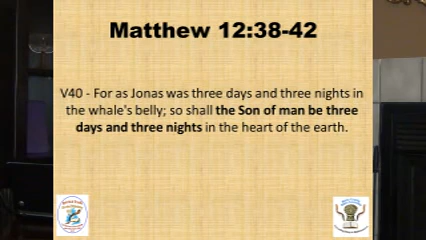 Matthew 12:38-42
V40 - For as Jonas was three days and three nights in
the whale's belly; so shall the Son of man be three
days and three nights in the heart of the earth.